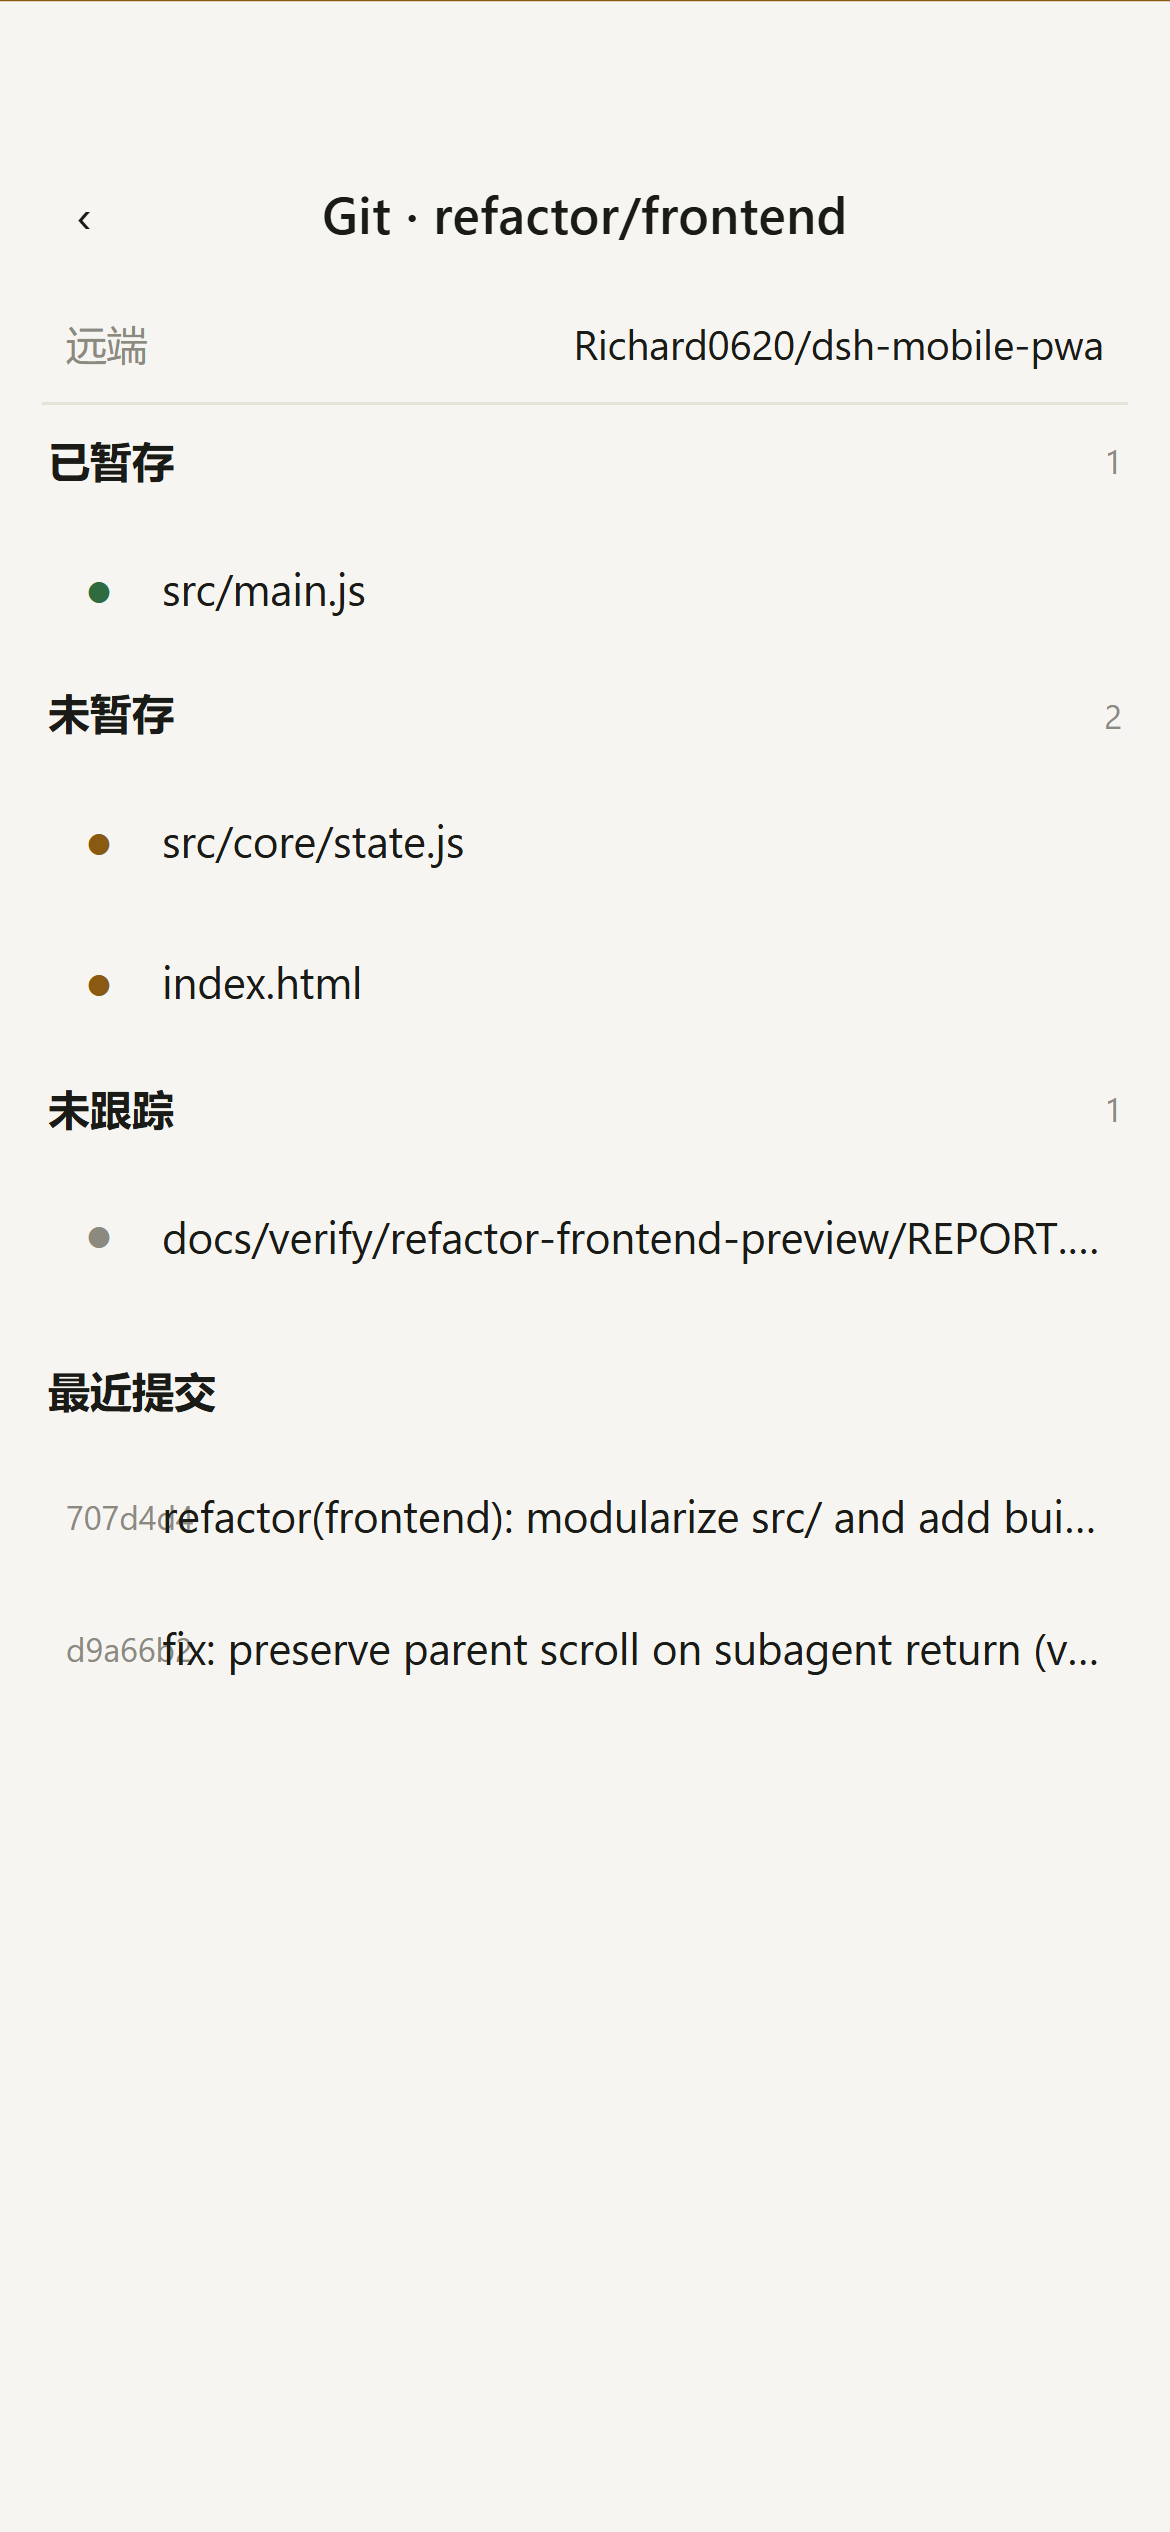 ‹ Git · refactor/frontend
远端 Richard0620/dsh-mobile-pwa
已暂存 1
src/main.js
未暂存 2
src/core/state.js
index.html
未跟踪 1
docs/verify/refactor-frontend-preview/REPORT....
最近提交
707d4d4 refactor(frontend): modularize src/ and add bui...
d9a66b2 fix: preserve parent scroll on subagent return (v...